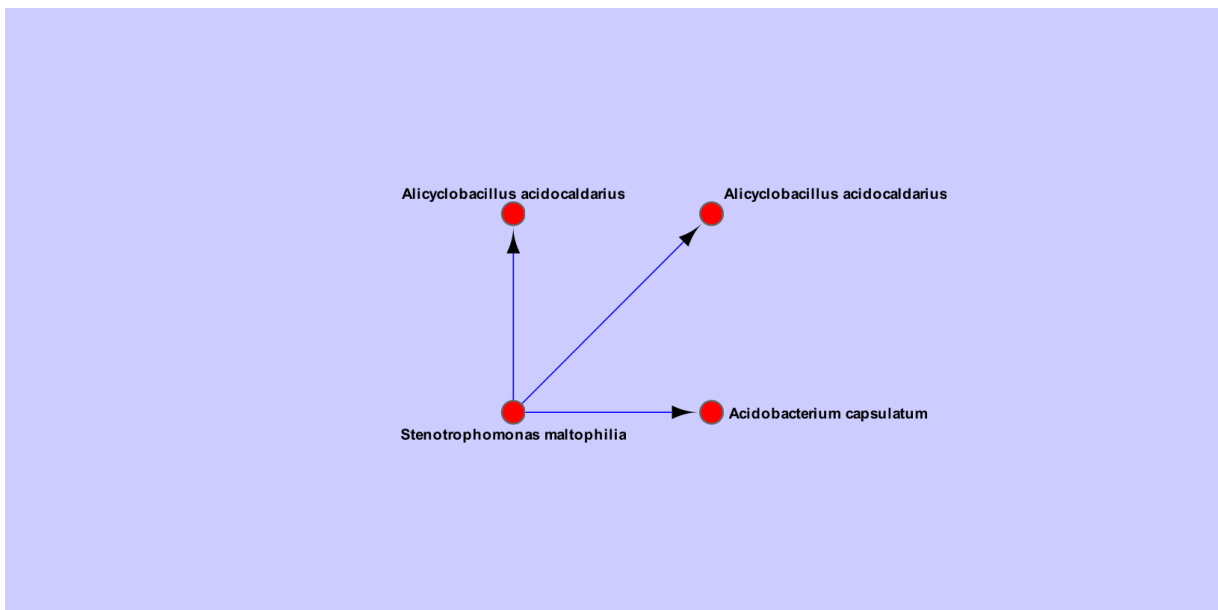 Alicyclobacillus acidocaldarius
Alicyclobacillus acidocaldarius
Acidobacterium capsulatum
Stenotrophomonas maltophilia